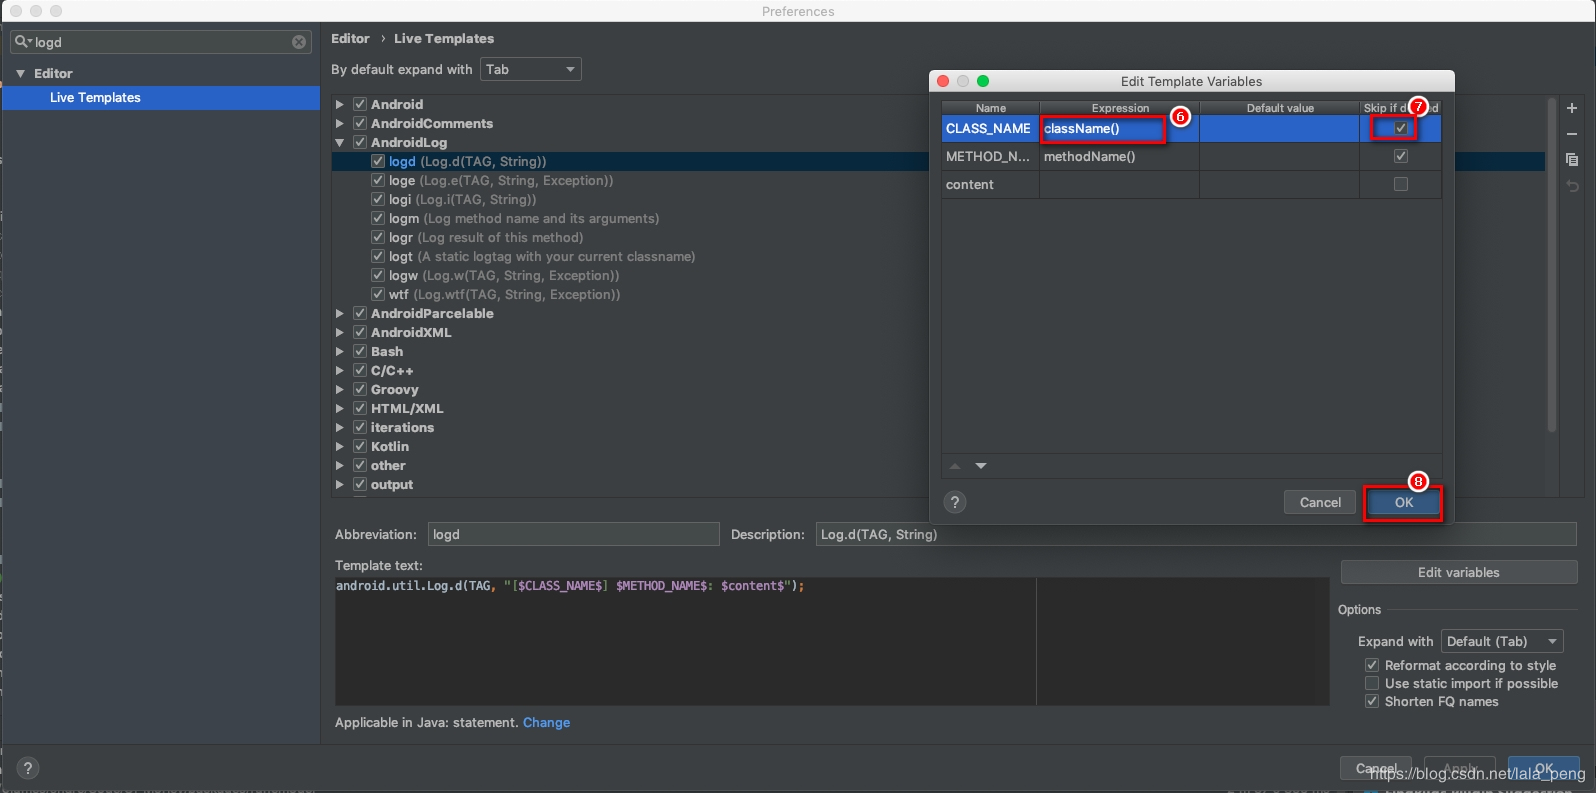 Preferences
logd
Editor
Live Templates
Editor › Live Templates
By default expand with Tab
Android
AndroidComments
AndroidLog
logd (Log.d(TAG, String))
loge (Log.e(TAG, String, Exception))
logi (Log.i(TAG, String))
logm (Log method name and its arguments)
logr (Log result of this method)
logt (A static logtag with your current classname)
logw (Log.w(TAG, String, Exception))
wtf (Log.wtf(TAG, String, Exception))
AndroidParcelable
AndroidXML
Bash
C/C++
Groovy
HTML/XML
iterations
Kotlin
other
output
Edit Template Variables
Name Expression Default value Skip if
6
7
CLASS_NAME className()
METHOD_N... methodName()
content
8
? Cancel OK
Abbreviation: logd Description: Log.d(TAG, String)
Template text:
android.util.Log.d(TAG, "[$CLASS_NAME$] $METHOD_NAME$: $content$");
Edit variables
Options
Expand with Default (Tab)
Reformat according to style
Use static import if possible
Shorten FQ names
Applicable in Java: statement. Change
? Cancel Apply OK
https://blog.csdn.net/lala_peng